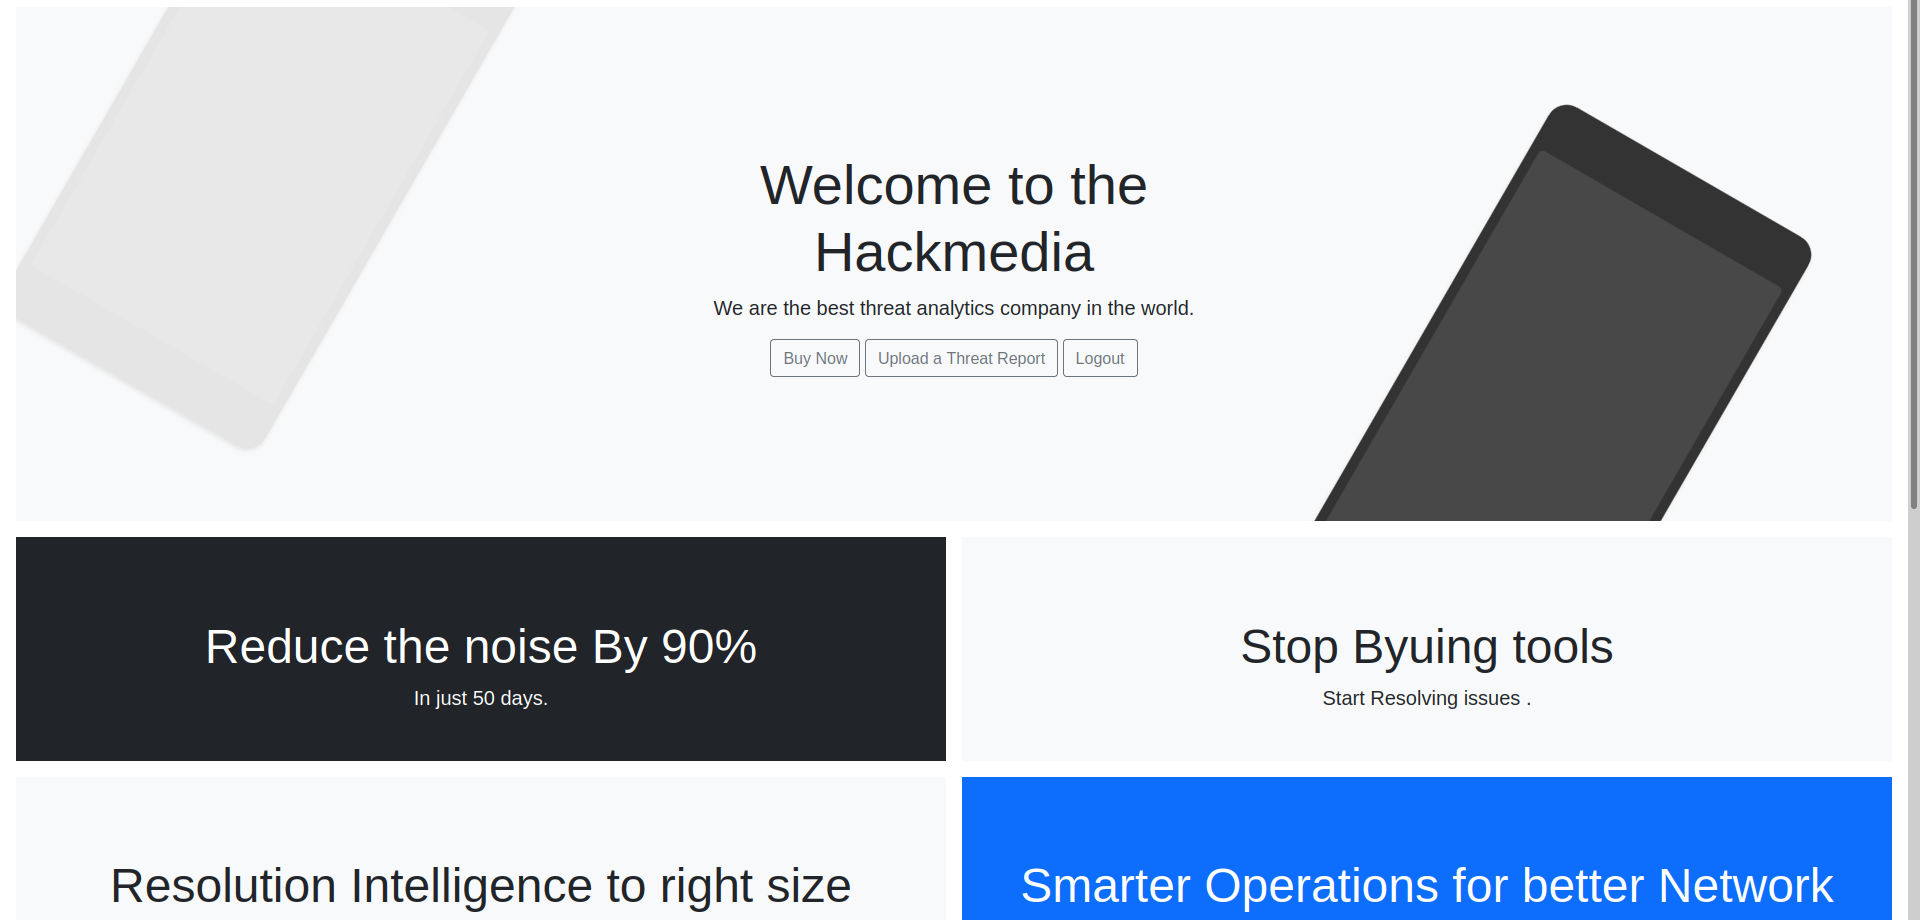 Welcome to the
Hackmedia
We are the best threat analytics company in the world.
Buy Now
Upload a Threat Report
Logout
Reduce the noise By 90%
In just 50 days.
Stop Byuing tools
Start Resolving issues .
Resolution Intelligence to right size
Smarter Operations for better Network